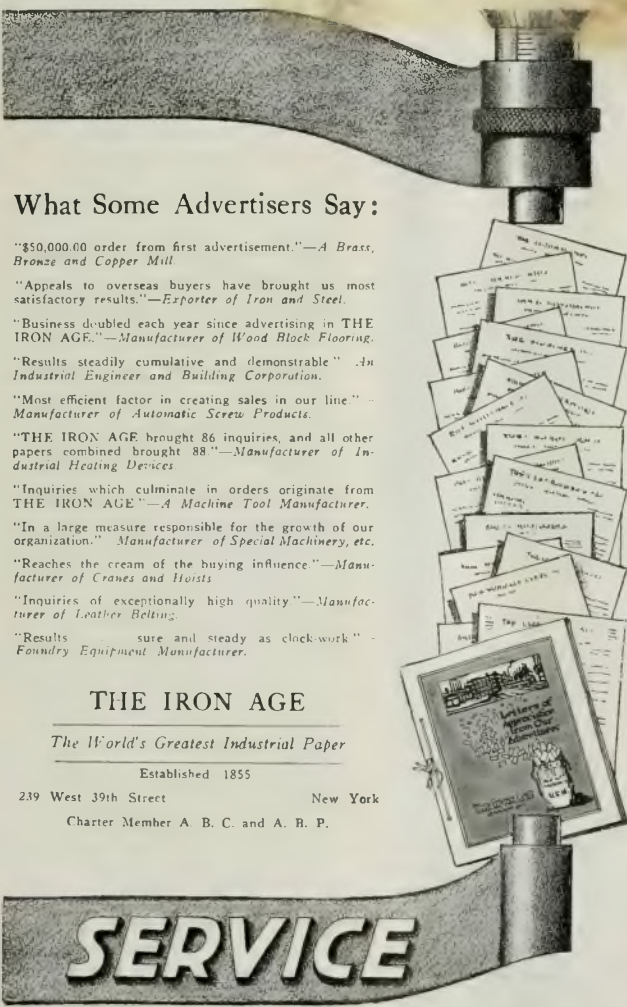 What Some Advertisers Say:
"$50,000.00 order from first advertisement."—A Brass,
Bronze and Copper Mill.
"Appeals to overseas buyers have brought us most
satisfactory results."—Exporter of Iron and Steel.
"Business doubled each year since advertising in THE
IRON AGE."—Manufacturer of Wood Block Flooring.
"Results steadily cumulative and demonstrable" An
Industrial Engineer and Building Corporation.
"Most efficient factor in creating sales in our line." -
Manufacturer of Automatic Screw Products.
"THE IRON AGE brought 86 inquiries, and all other
papers combined brought 88."—Manufacturer of In-
dustrial Heating Devices
"Inquiries which culminate in orders originate from
THE IRON AGE"—A Machine Tool Manufacturer.
"In a large measure responsible for the growth of our
organization." Manufacturer of Special Machinery, etc.
"Reaches the cream of the buying influence."—Manu-
facturer of Cranes and Hoists
"Inquiries of exceptionally high quality"—Manufac-
turer of Leather Belting.
"Results sure and steady as clock-work" -
Foundry Equipment Manufacturer.
THE IRON AGE
The World's Greatest Industrial Paper
Established 1855
239 West 39th Street New York
Charter Member A. B. C. and A. B. P.
Letters of
Appreciation
from Our
Advertisers
SERVICE